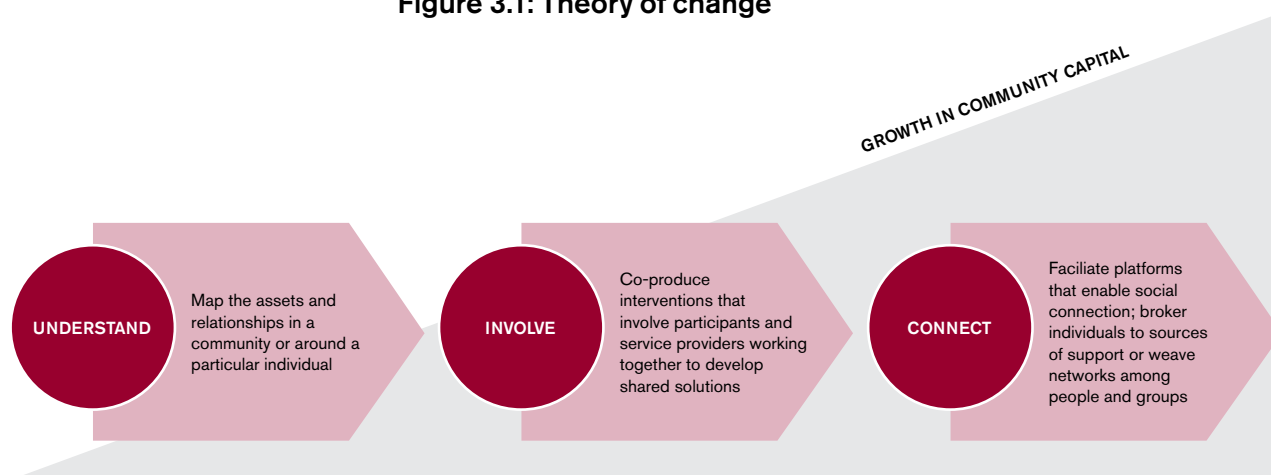 Figure 3.1: Theory of change
GROWTH IN COMMUNITY CAPITAL
UNDERSTAND
Map the assets and
relationships in a
community or around a
particular individual
INVOLVE
Co-produce
interventions that
involve participants and
service providers working
together to develop
shared solutions
CONNECT
Faciliate platforms
that enable social
connection; broker
individuals to sources
of support or weave
networks among
people and groups